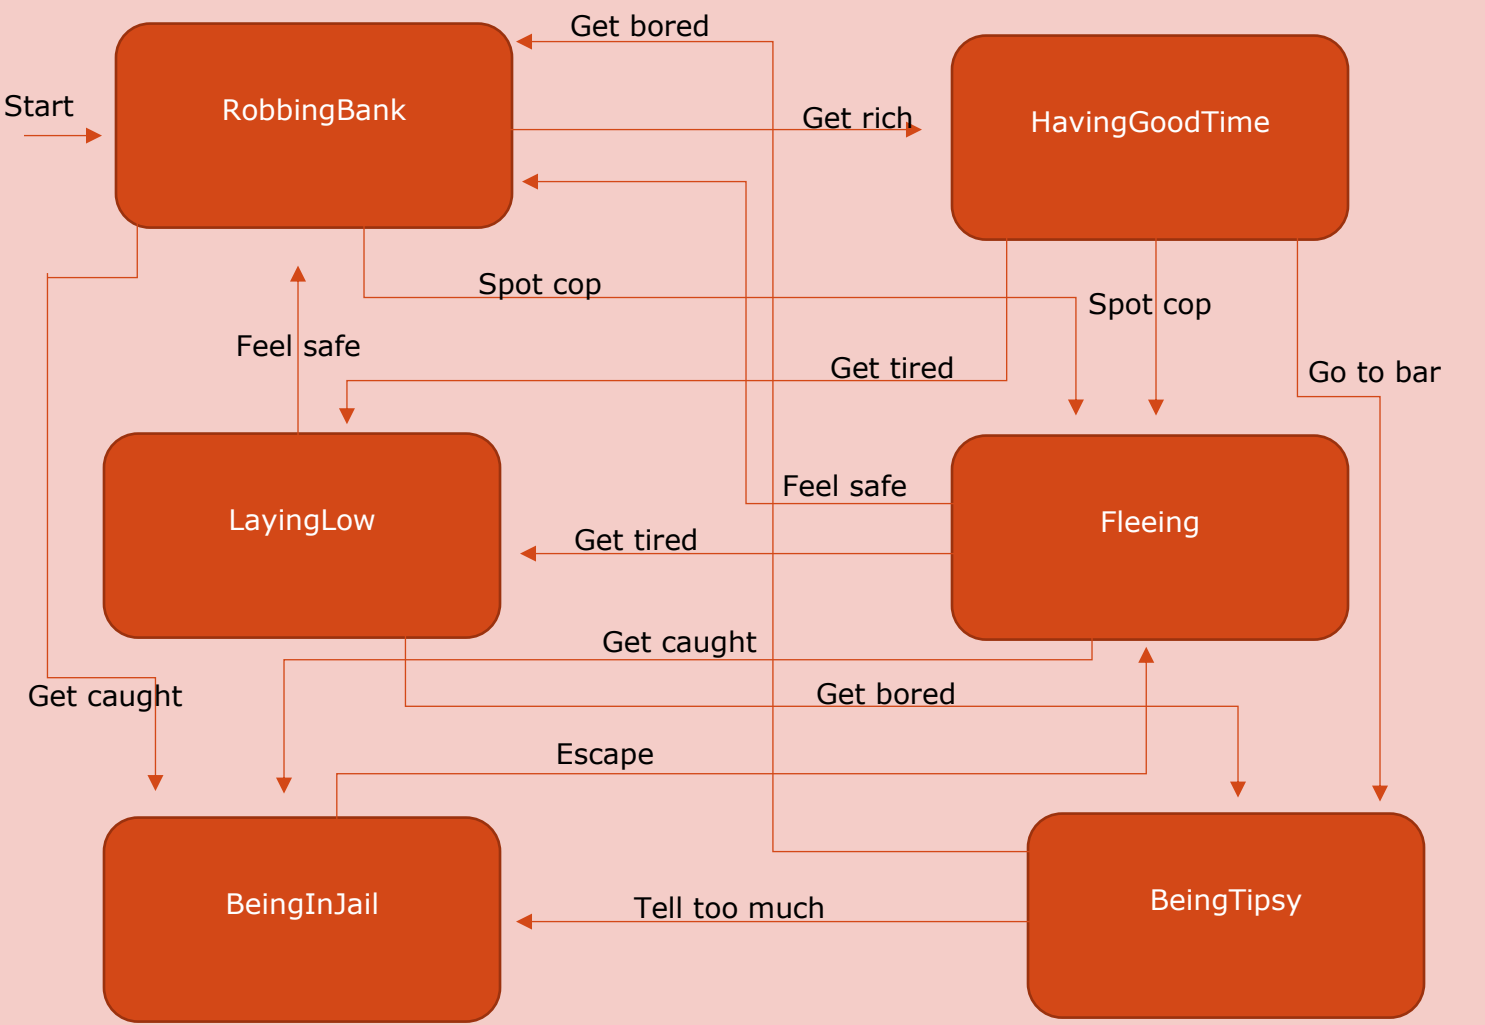 Get bored
Start
RobbingBank
Get rich
HavingGoodTime
Spot cop
Spot cop
Feel safe
Get tired
Go to bar
LayingLow
Feel safe
Fleeing
Get tired
Get caught
Get caught
Get bored
Escape
BeingInJail
Tell too much
BeingTipsy